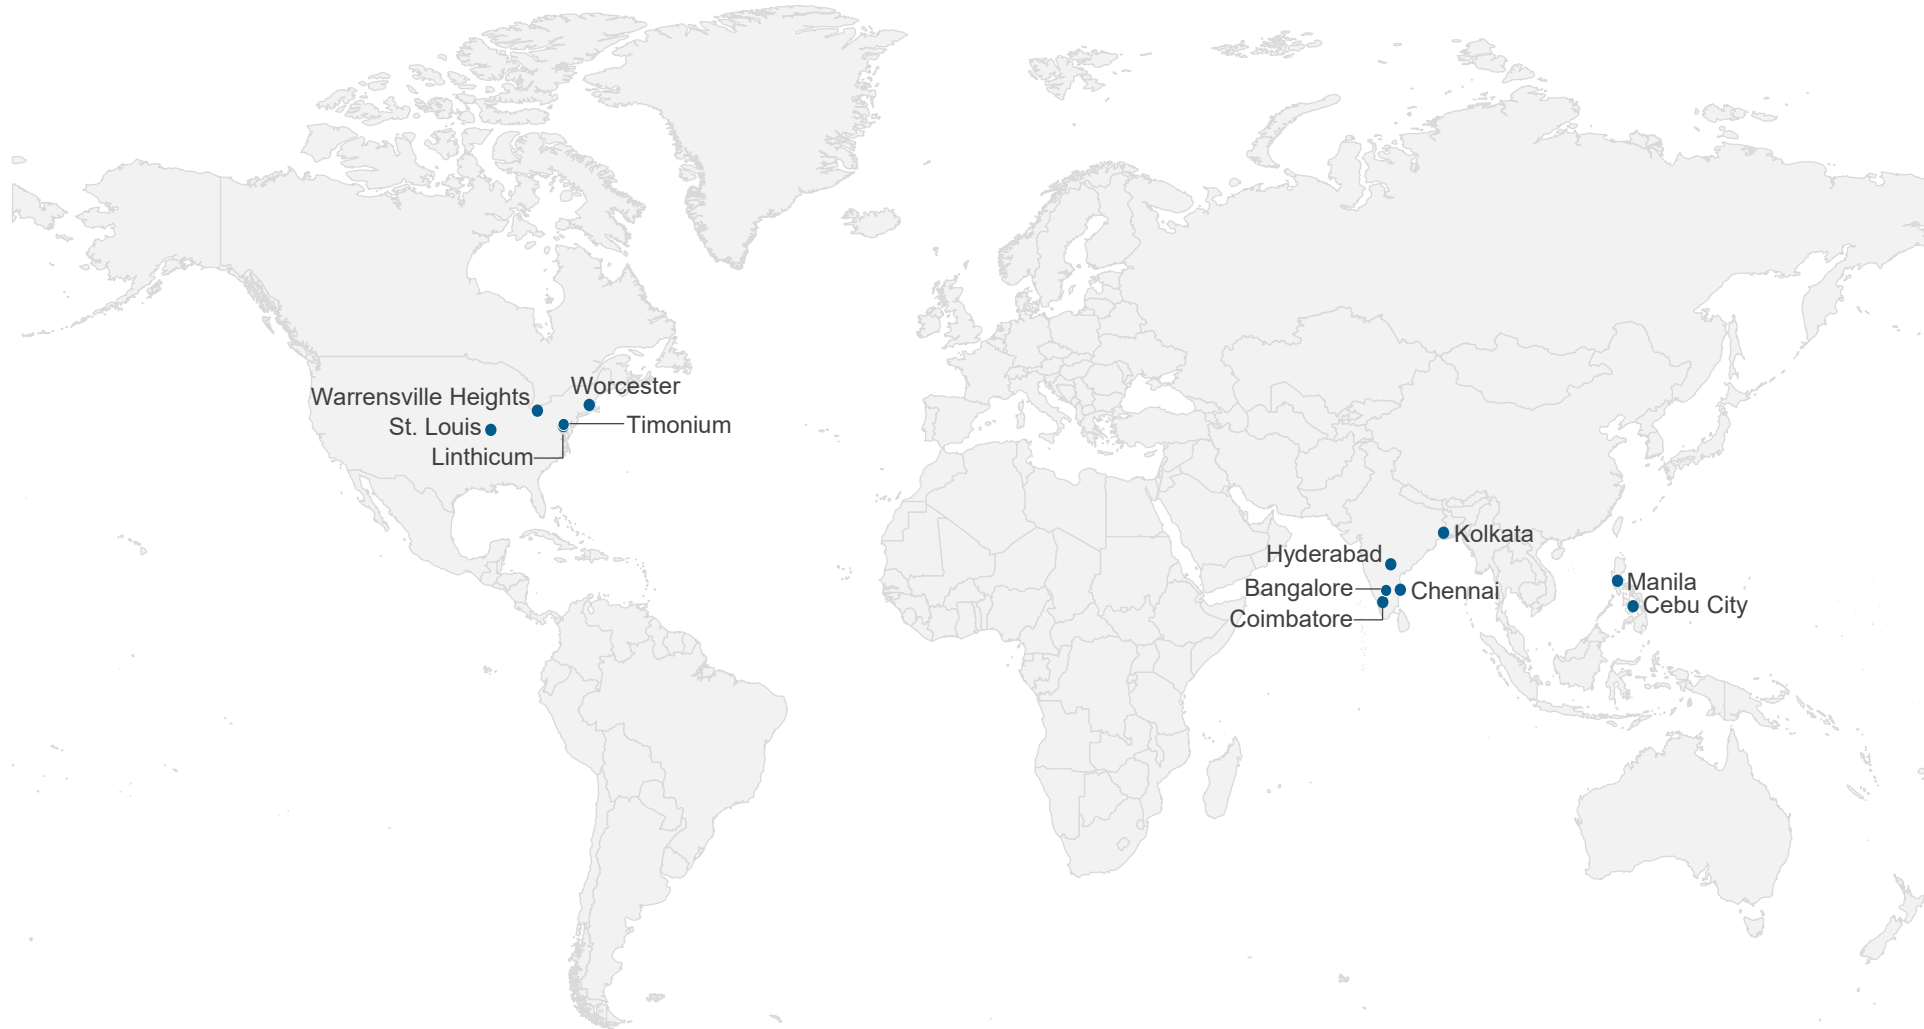 Warrensville Heights
Worcester
St. Louis
Timonium
Linthicum
Kolkata
Hyderabad
Bangalore
Chennai
Coimbatore
Manila
Cebu City